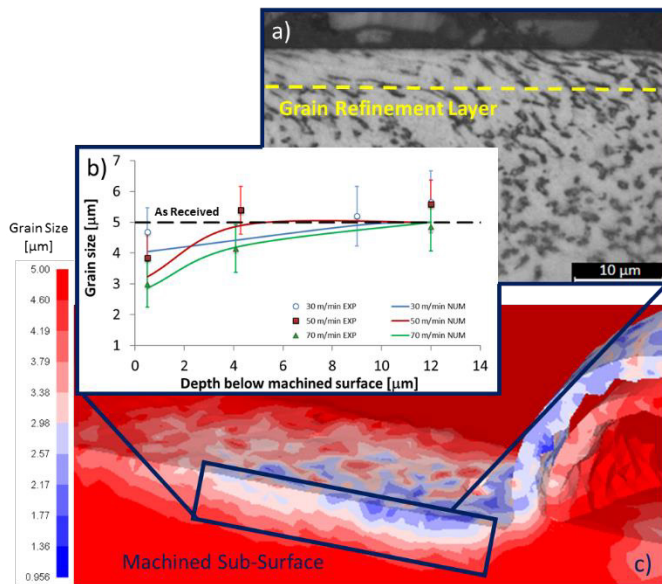 a)
Grain Refinement Layer
10 µm
b)
Grain size [µm]
7
6
5
4
3
2
1
As Received
30 m/min EXP
30 m/min NUM
50 m/min EXP
50 m/min NUM
70 m/min EXP
70 m/min NUM
0
2
4
6
8
10
12
14
Depth below machined surface [µm]
Grain Size
[µm]
5.00
4.60
4.19
3.79
3.38
2.98
2.57
2.17
1.77
1.36
0.956
Machined Sub-Surface
c)